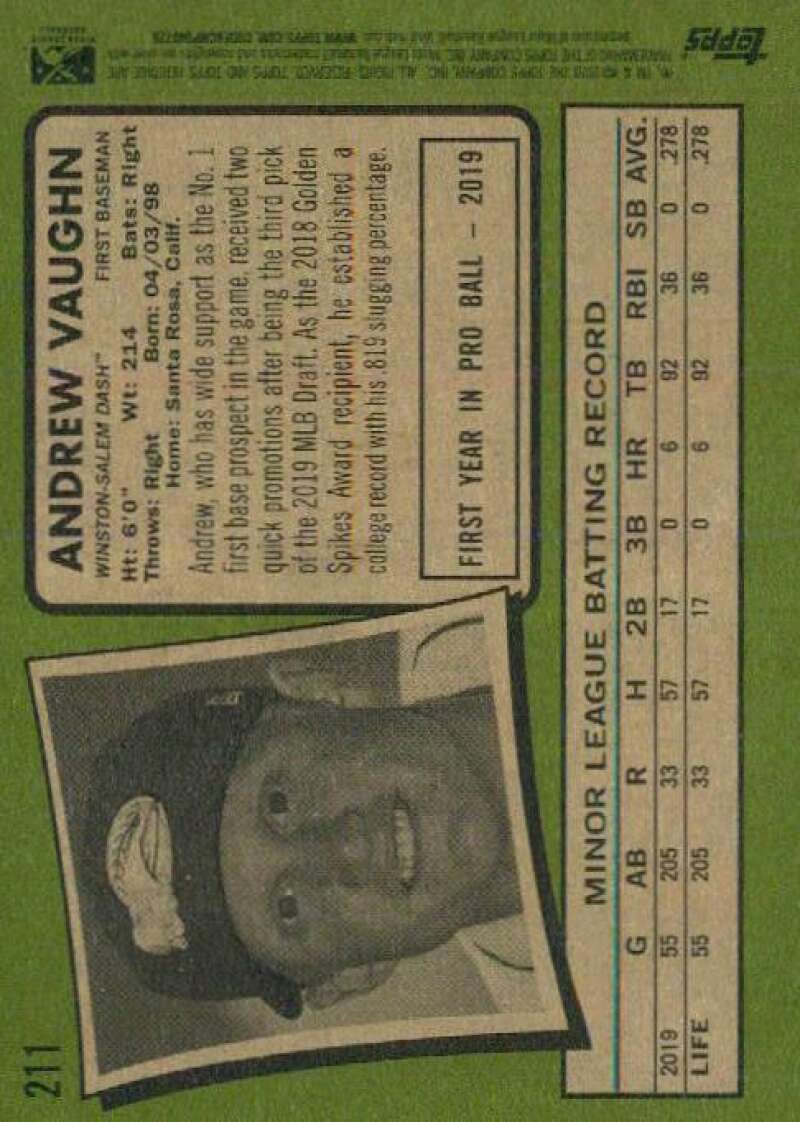 211
ANDREW VAUGHN
WINSTON-SALEM DASH™ FIRST BASEMAN
Ht: 6'0" Wt: 214 Bats: Right
Throws: Right Born: 04/03/98
Home: Santa Rosa, Calif.
Andrew, who has wide support as the No. 1
first base prospect in the game, received two
quick promotions after being the third pick
of the 2019 MLB Draft. As the 2018 Golden
Spikes Award recipient, he established a
college record with his .819 slugging percentage.
FIRST YEAR IN PRO BALL – 2019
MINOR LEAGUE BATTING RECORD
G AB R H 2B 3B HR TB RBI SB AVG.
2019 55 205 33 57 17 0 6 92 36 0 .278
LIFE 55 205 33 57 17 0 6 92 36 0 .278
topps